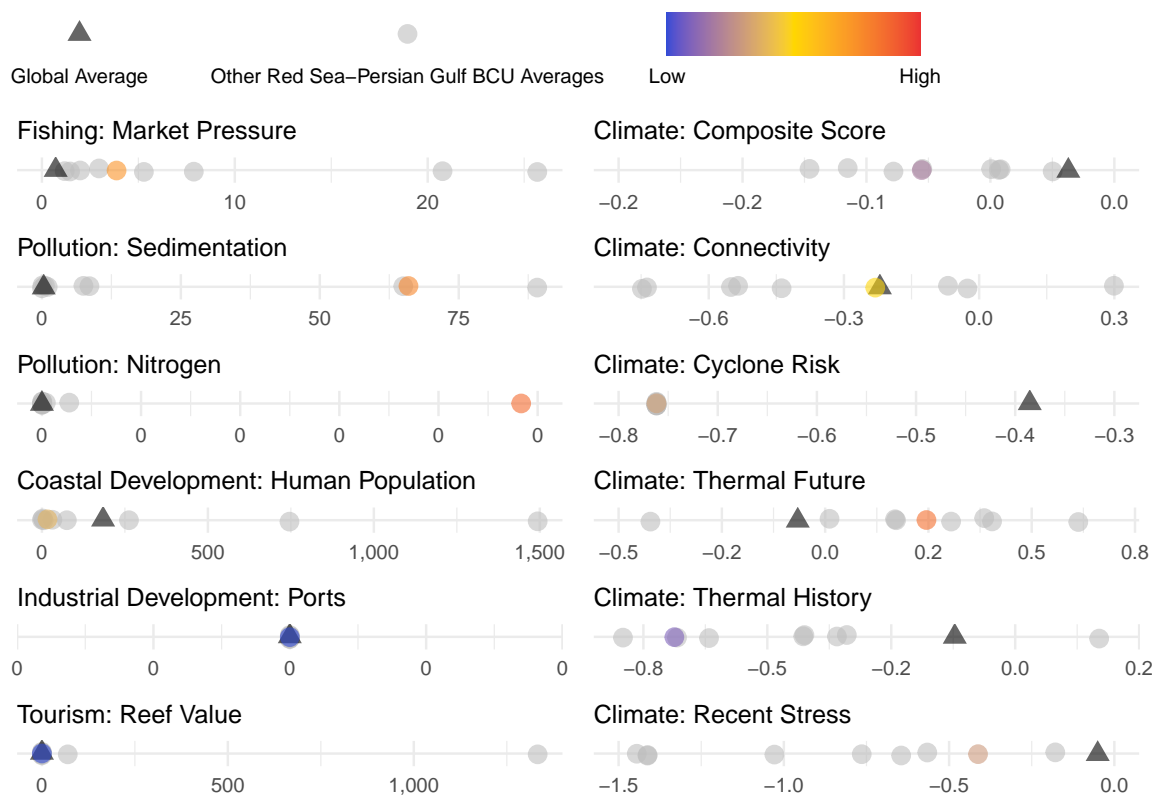 Global Average
Other Red Sea−Persian Gulf BCU Averages
Low
High
Fishing: Market Pressure
0 10 20
Climate: Composite Score
−0.2 −0.2 −0.1 0.0 0.0
Pollution: Sedimentation
0 25 50 75
Climate: Connectivity
−0.6 −0.3 0.0 0.3
Pollution: Nitrogen
0 0 0 0 0 0
Climate: Cyclone Risk
−0.8 −0.7 −0.6 −0.5 −0.4 −0.3
Coastal Development: Human Population
0 500 1,000 1,500
Climate: Thermal Future
−0.5 −0.2 0.0 0.2 0.5 0.8
Industrial Development: Ports
0 0 0 0 0
Climate: Thermal History
−0.8 −0.5 −0.2 0.0 0.2
Tourism: Reef Value
0 500 1,000
Climate: Recent Stress
−1.5 −1.0 −0.5 0.0